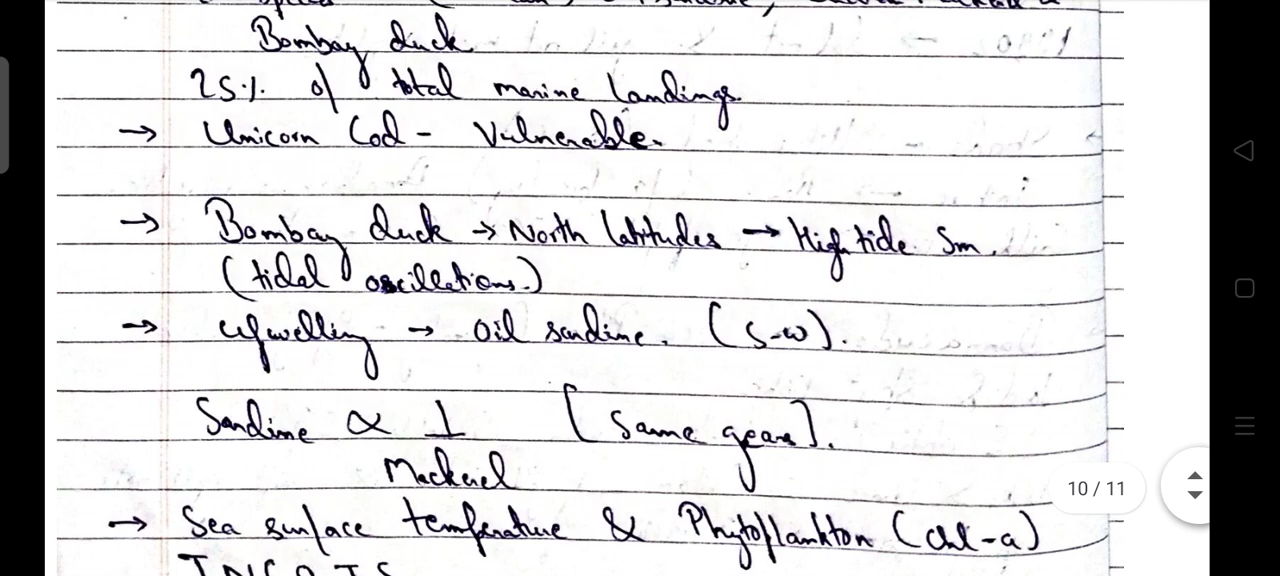 Bombay duck
25% of total marine landings.
→ Unicorn Cod - Vulnerable.
→ Bombay duck → North latitudes → High tide 5m.
(tidal oscillations.)
→ Upwelling → Oil sardine. (S-W).
Sardine ∝ 1 [Same gear].
Mackerel
10 / 11
→ Sea surface temperature & Phytoplankton (chl-a)